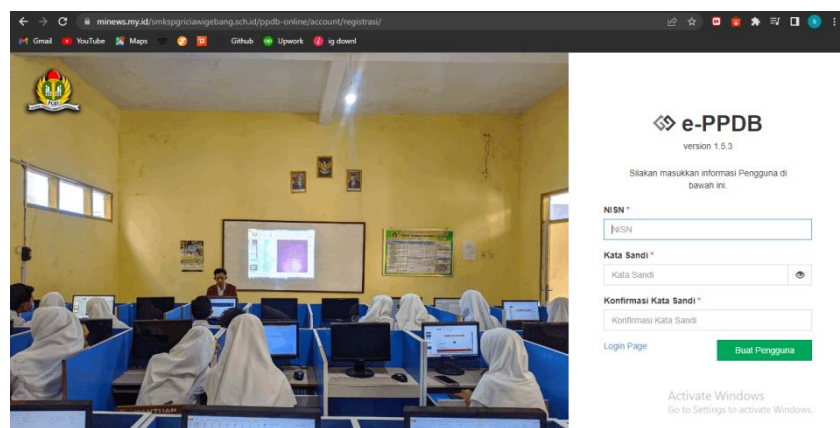 minews.my.id/smkspgriciawigebang.sch.id/ppdb-online/account/registrasi/
Gmail YouTube Maps Github Upwork ig downl
e-PPDB
version 1.5.3
Silakan masukkan informasi Pengguna di
bawah ini.
NISN *
NISN
Kata Sandi *
Kata Sandi
Konfirmasi Kata Sandi *
Konfirmasi Kata Sandi
Login Page Buat Pengguna
Activate Windows
Go to Settings to activate Windows.